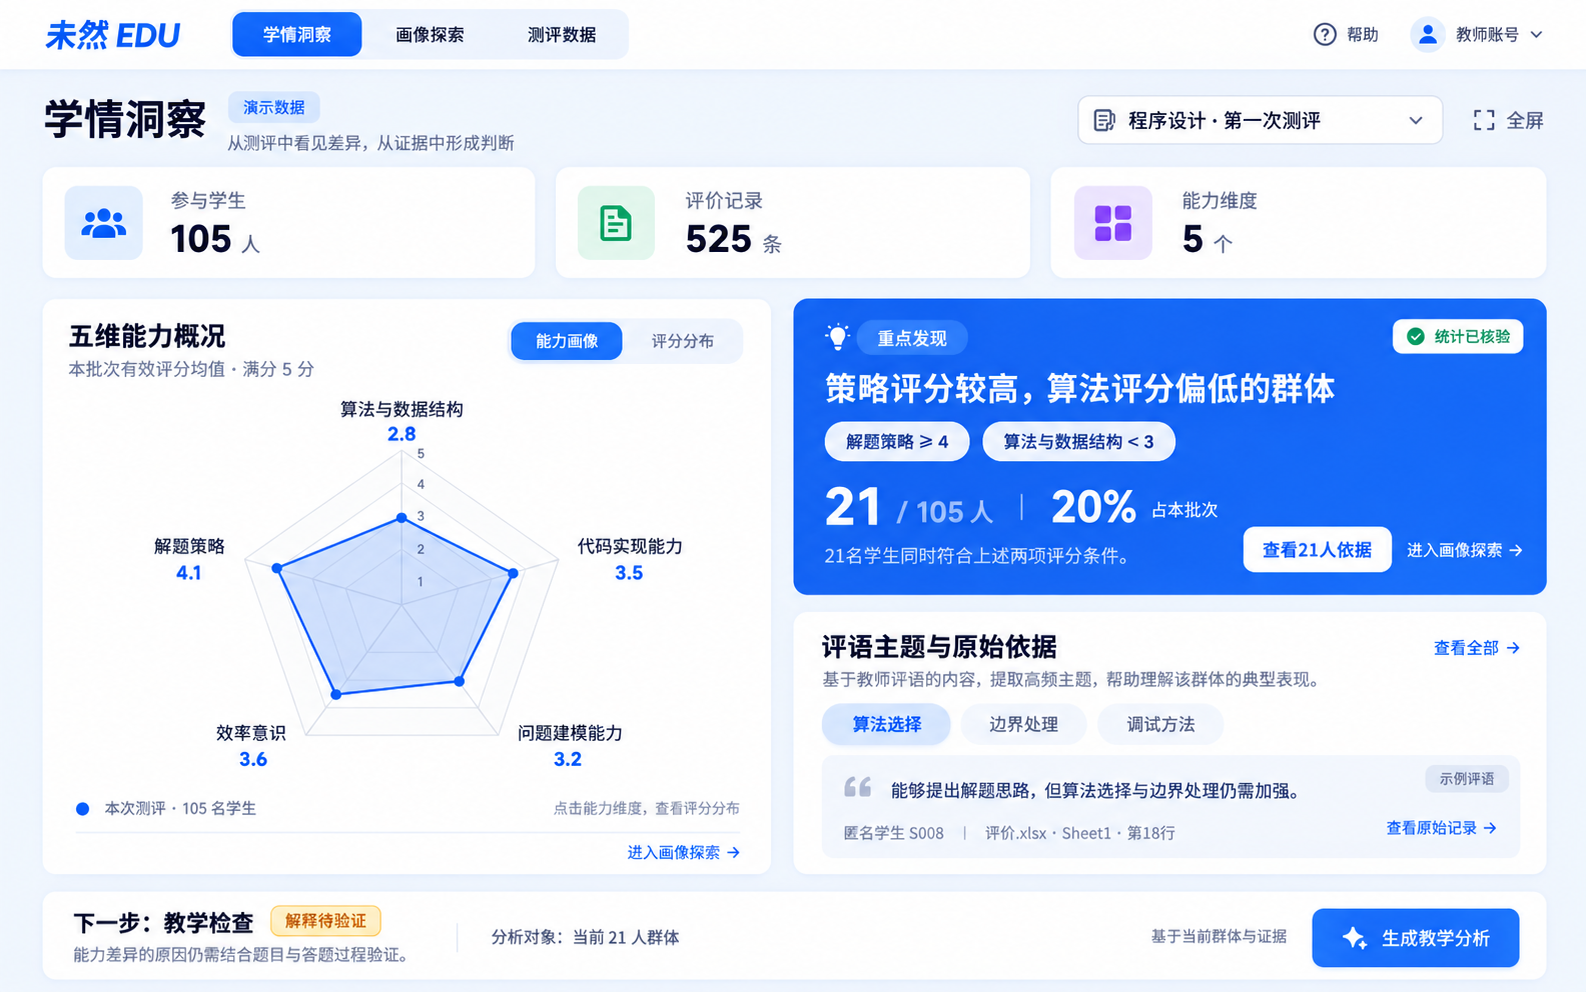 未然 EDU
学情洞察
画像探索
测评数据
帮助
教师账号
学情洞察
演示数据
从测评中看见差异，从证据中形成判断
程序设计 · 第一次测评
全屏
参与学生
105 人
评价记录
525 条
能力维度
5 个
五维能力概况
本批次有效评分均值 · 满分 5 分
能力画像
评分分布
算法与数据结构
2.8
5
4
3
2
1
解题策略
4.1
代码实现能力
3.5
效率意识
3.6
问题建模能力
3.2
本次测评 · 105 名学生
点击能力维度，查看评分分布
进入画像探索 →
重点发现
统计已核验
策略评分较高，算法评分偏低的群体
解题策略 ≥ 4
算法与数据结构 < 3
21 / 105 人 | 20% 占本批次
21名学生同时符合上述两项评分条件。
查看21人依据
进入画像探索 →
评语主题与原始依据
查看全部 →
基于教师评语的内容，提取高频主题，帮助理解该群体的典型表现。
算法选择
边界处理
调试方法
示例评语
“ 能够提出解题思路，但算法选择与边界处理仍需加强。
匿名学生 S008 | 评价.xlsx · Sheet1 · 第18行
查看原始记录 →
下一步：教学检查
解释待验证
能力差异的原因仍需结合题目与答题过程验证。
分析对象：当前 21 人群体
基于当前群体与证据
生成教学分析